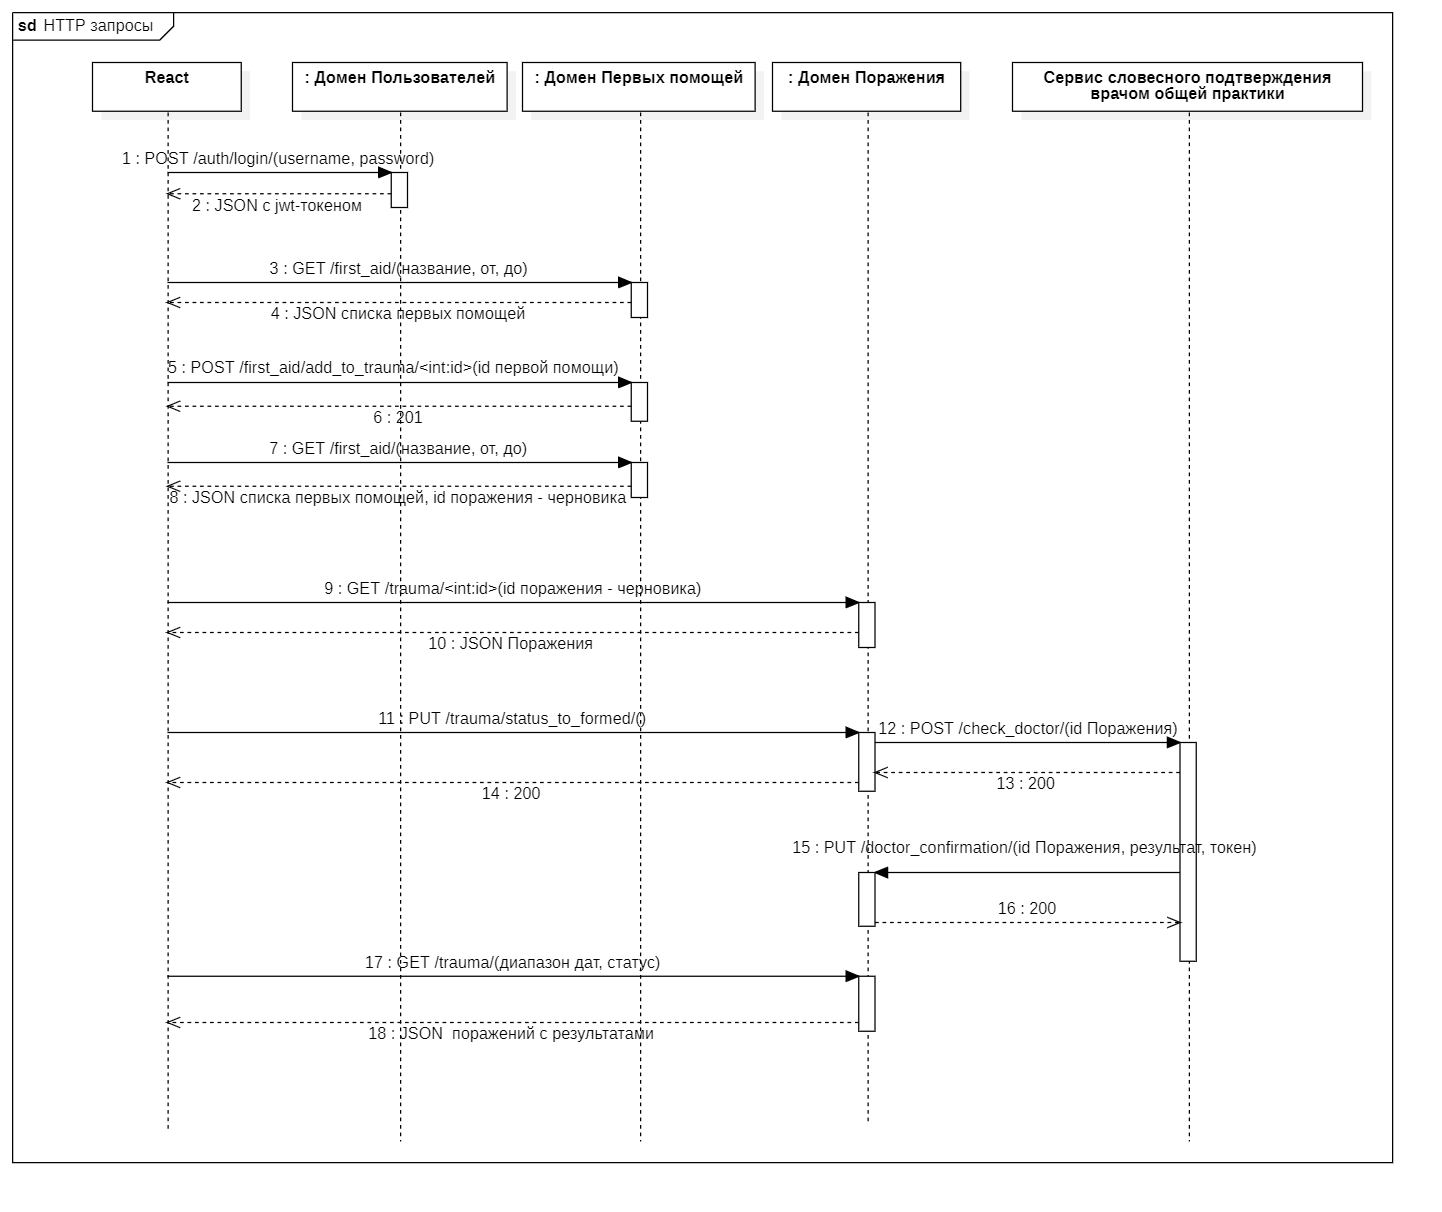 sd HTTP запросы
React
: Домен Пользователей
: Домен Первых помощей
: Домен Поражения
Сервис словесного подтверждения
врачом общей практики
1 : POST /auth/login/(username, password)
2 : JSON с jwt-токеном
3 : GET /first_aid/(название, от, до)
4 : JSON списка первых помощей
5 : POST /first_aid/add_to_trauma/<int:id>(id первой помощи)
6 : 201
7 : GET /first_aid/(название, от, до)
8 : JSON списка первых помощей, id поражения - черновика
9 : GET /trauma/<int:id>(id поражения - черновика)
10 : JSON Поражения
11 : PUT /trauma/status_to_formed/()
12 : POST /check_doctor/(id Поражения)
13 : 200
14 : 200
15 : PUT /doctor_confirmation/(id Поражения, результат, токен)
16 : 200
17 : GET /trauma/(диапазон дат, статус)
18 : JSON  поражений с результатами